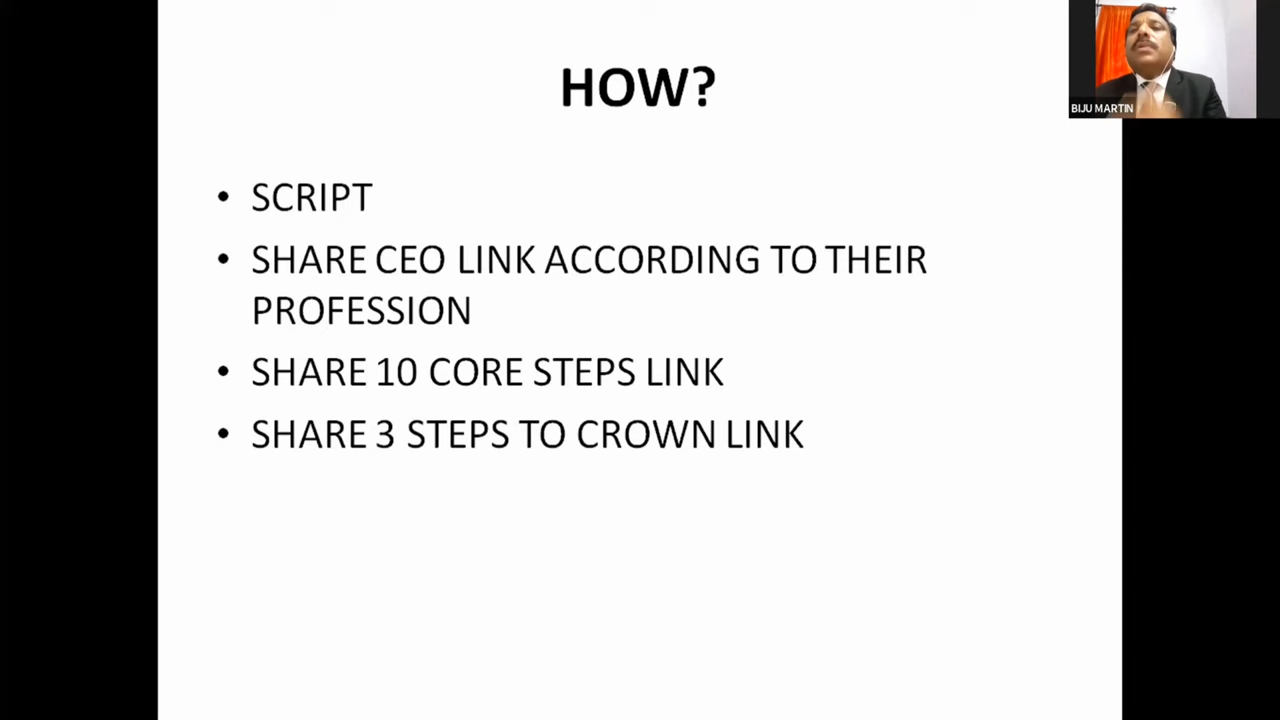 HOW?
• SCRIPT
• SHARE CEO LINK ACCORDING TO THEIR
PROFESSION
• SHARE 10 CORE STEPS LINK
• SHARE 3 STEPS TO CROWN LINK
BIJU MARTIN